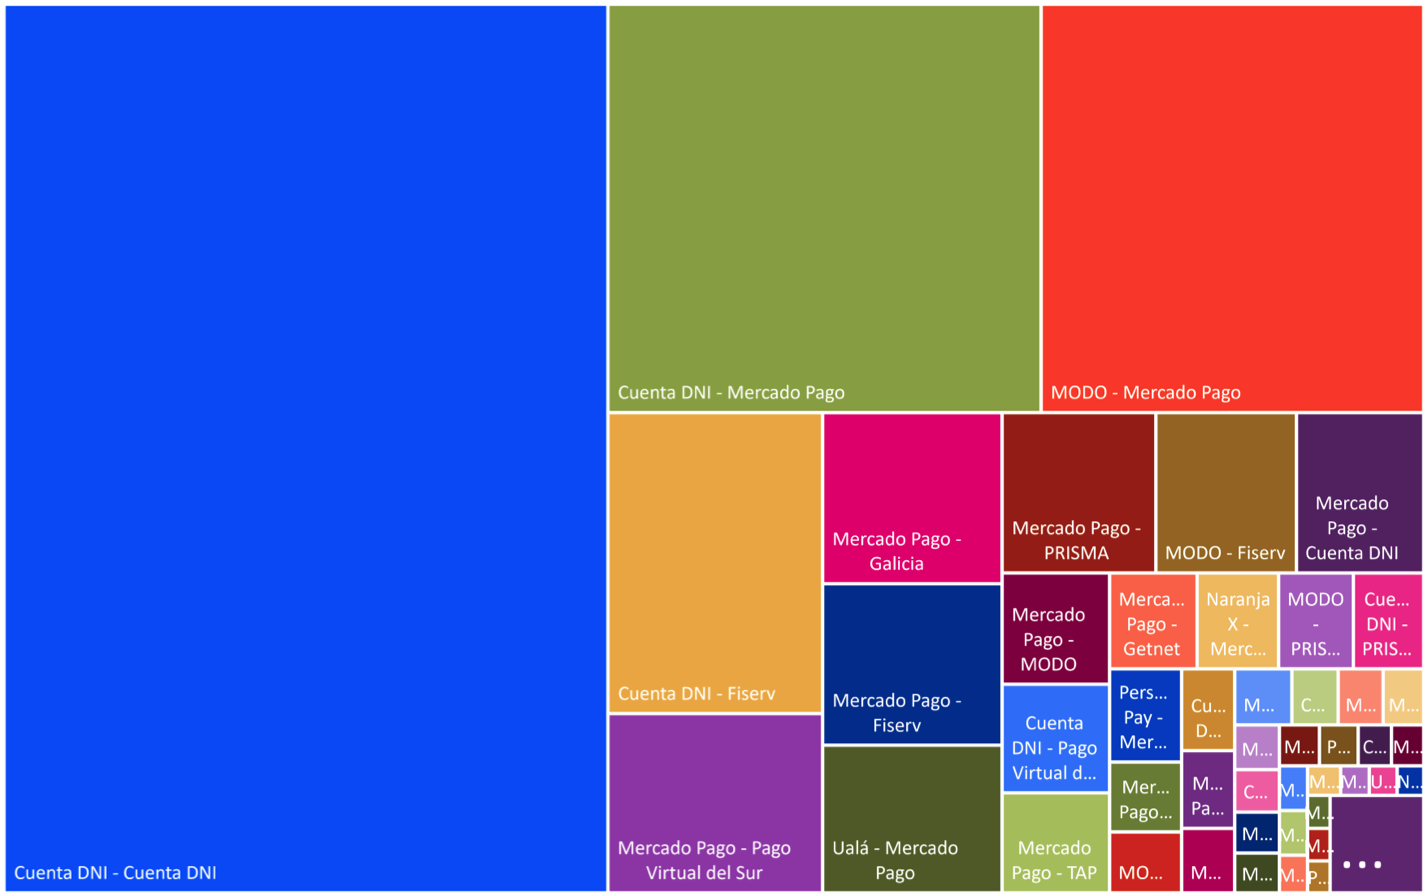 Cuenta DNI - Cuenta DNI
Cuenta DNI - Mercado Pago
MODO - Mercado Pago
Cuenta DNI - Fiserv
Mercado Pago - Pago
Virtual del Sur
Mercado Pago -
Galicia
Mercado Pago -
Fiserv
Ualá - Mercado
Pago
Mercado Pago -
PRISMA
MODO - Fiserv
Mercado
Pago -
Cuenta DNI
Mercado
Pago -
MODO
Cuenta
DNI - Pago
Virtual d...
Mercado
Pago - TAP
Merca...
Pago -
Getnet
Naranja
X -
Merc...
MODO
-
PRIS...
Cue...
DNI -
PRIS...
Pers...
Pay -
Mer...
Mer...
Pago...
MO...
Cu...
D...
M...
Pa...
M...
M...
C...
M...
M...
M...
M...
P...
C...
M...
C...
M...
M...
M...
M...
M...
M...
M...
U...
N...
M...
M...
P...
...